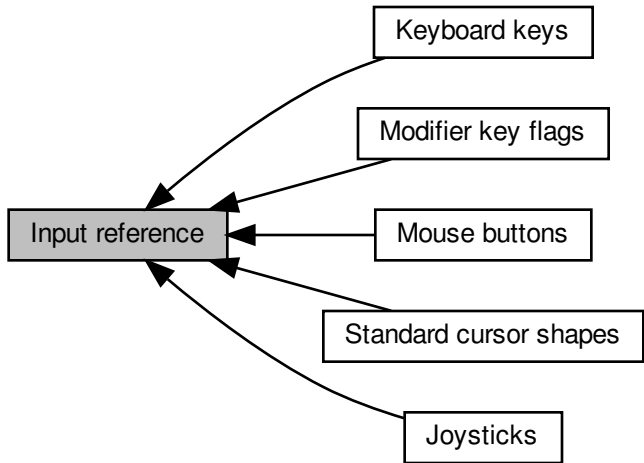 Keyboard keys
Modifier key flags
Input reference
Mouse buttons
Standard cursor shapes
Joysticks